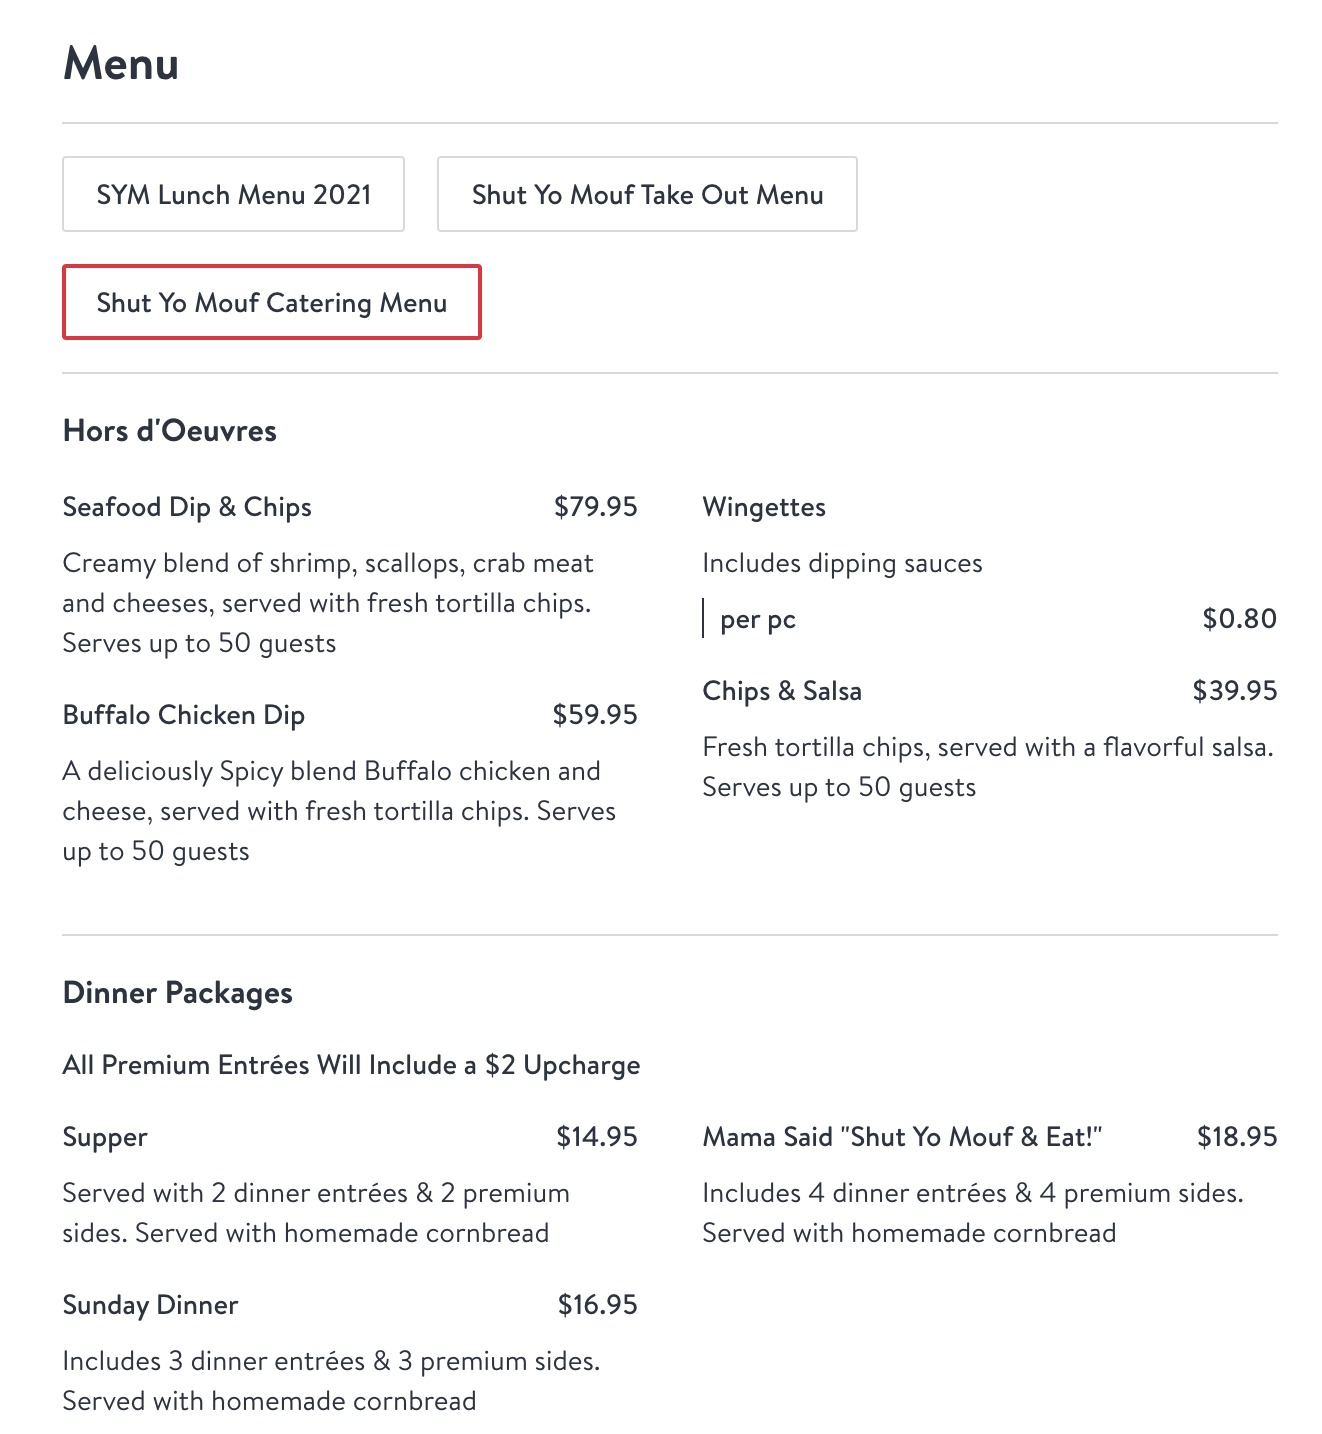 Menu
SYM Lunch Menu 2021
Shut Yo Mouf Take Out Menu
Shut Yo Mouf Catering Menu
Hors d'Oeuvres
Seafood Dip & Chips $79.95
Creamy blend of shrimp, scallops, crab meat
and cheeses, served with fresh tortilla chips.
Serves up to 50 guests
Buffalo Chicken Dip $59.95
A deliciously Spicy blend Buffalo chicken and
cheese, served with fresh tortilla chips. Serves
up to 50 guests
Wingettes
Includes dipping sauces
per pc $0.80
Chips & Salsa $39.95
Fresh tortilla chips, served with a flavorful salsa.
Serves up to 50 guests
Dinner Packages
All Premium Entrées Will Include a $2 Upcharge
Supper $14.95
Served with 2 dinner entrées & 2 premium
sides. Served with homemade cornbread
Sunday Dinner $16.95
Includes 3 dinner entrées & 3 premium sides.
Served with homemade cornbread
Mama Said "Shut Yo Mouf & Eat!" $18.95
Includes 4 dinner entrées & 4 premium sides.
Served with homemade cornbread